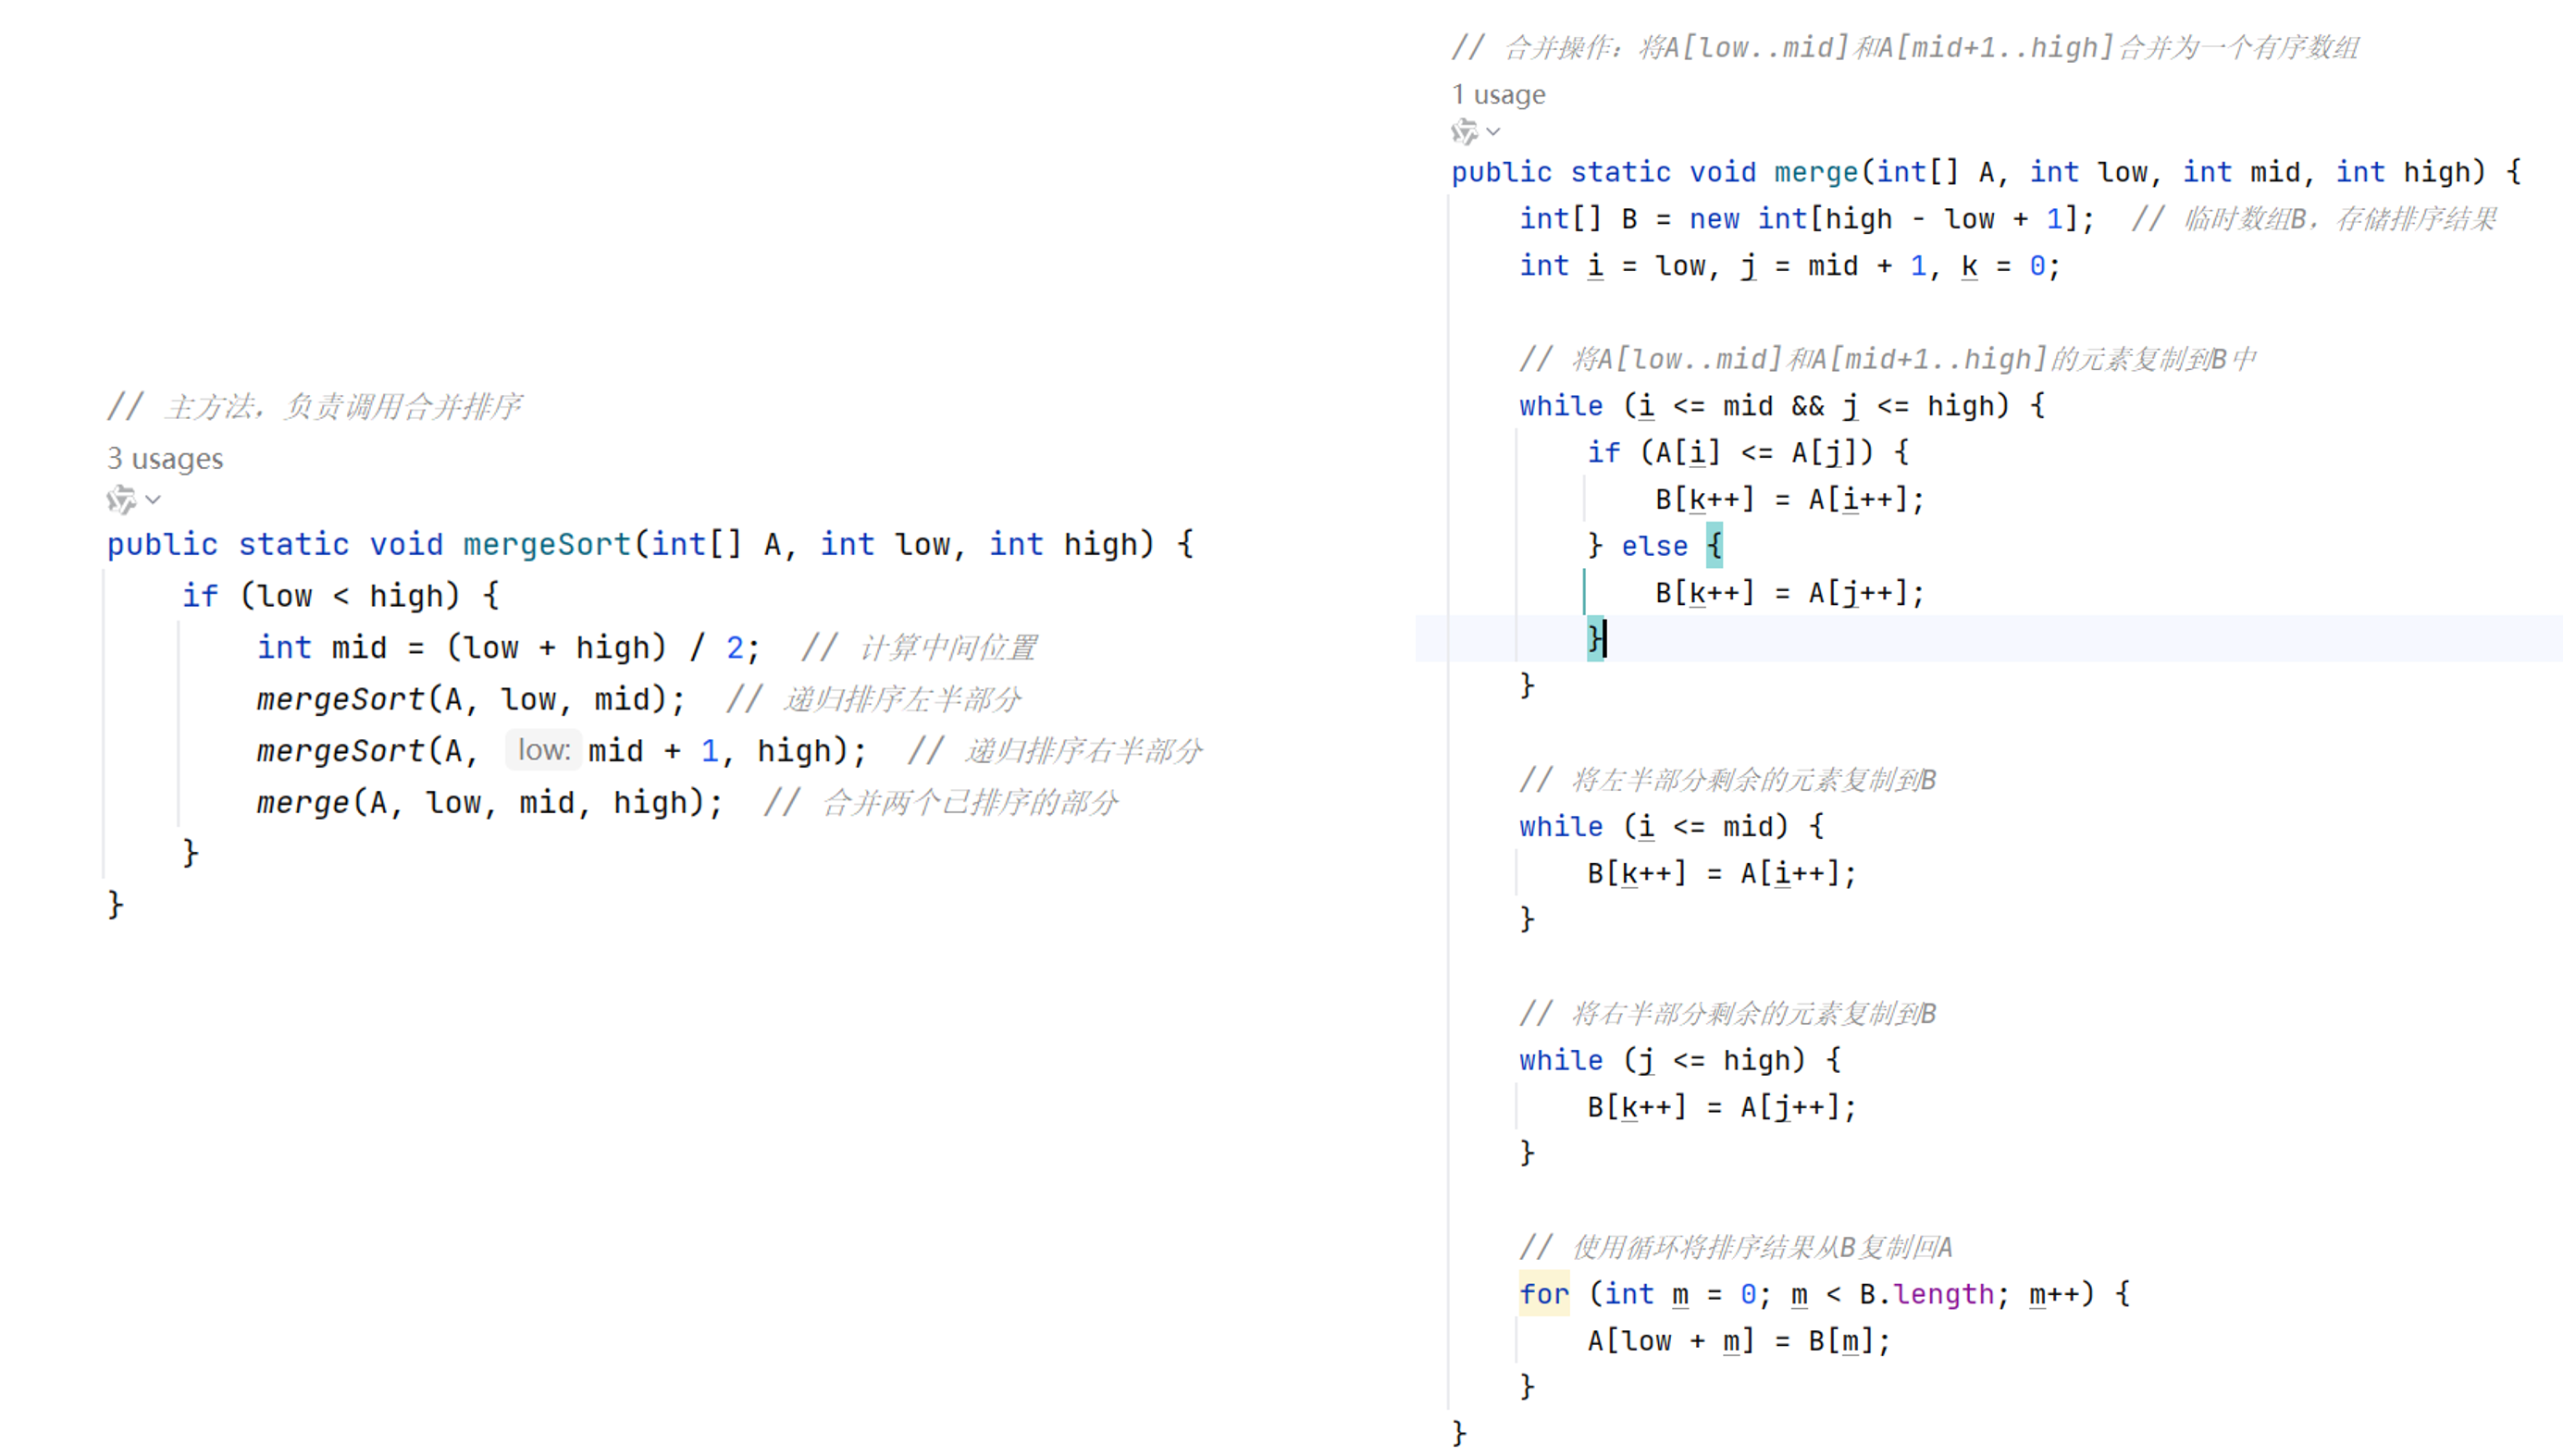 // 主方法，负责调用合并排序
3 usages
public static void mergeSort(int[] A, int low, int high) {
    if (low < high) {
        int mid = (low + high) / 2;  // 计算中间位置
        mergeSort(A, low, mid);  // 递归排序左半部分
        mergeSort(A, low: mid + 1, high);  // 递归排序右半部分
        merge(A, low, mid, high);  // 合并两个已排序的部分
    }
}
// 合并操作：将A[low..mid]和A[mid+1..high]合并为一个有序数组
1 usage
public static void merge(int[] A, int low, int mid, int high) {
    int[] B = new int[high - low + 1];  // 临时数组B，存储排序结果
    int i = low, j = mid + 1, k = 0;
    // 将A[low..mid]和A[mid+1..high]的元素复制到B中
    while (i <= mid && j <= high) {
        if (A[i] <= A[j]) {
            B[k++] = A[i++];
        } else {
            B[k++] = A[j++];
        }
    }
    // 将左半部分剩余的元素复制到B
    while (i <= mid) {
        B[k++] = A[i++];
    }
    // 将右半部分剩余的元素复制到B
    while (j <= high) {
        B[k++] = A[j++];
    }
    // 使用循环将排序结果从B复制回A
    for (int m = 0; m < B.length; m++) {
        A[low + m] = B[m];
    }
}